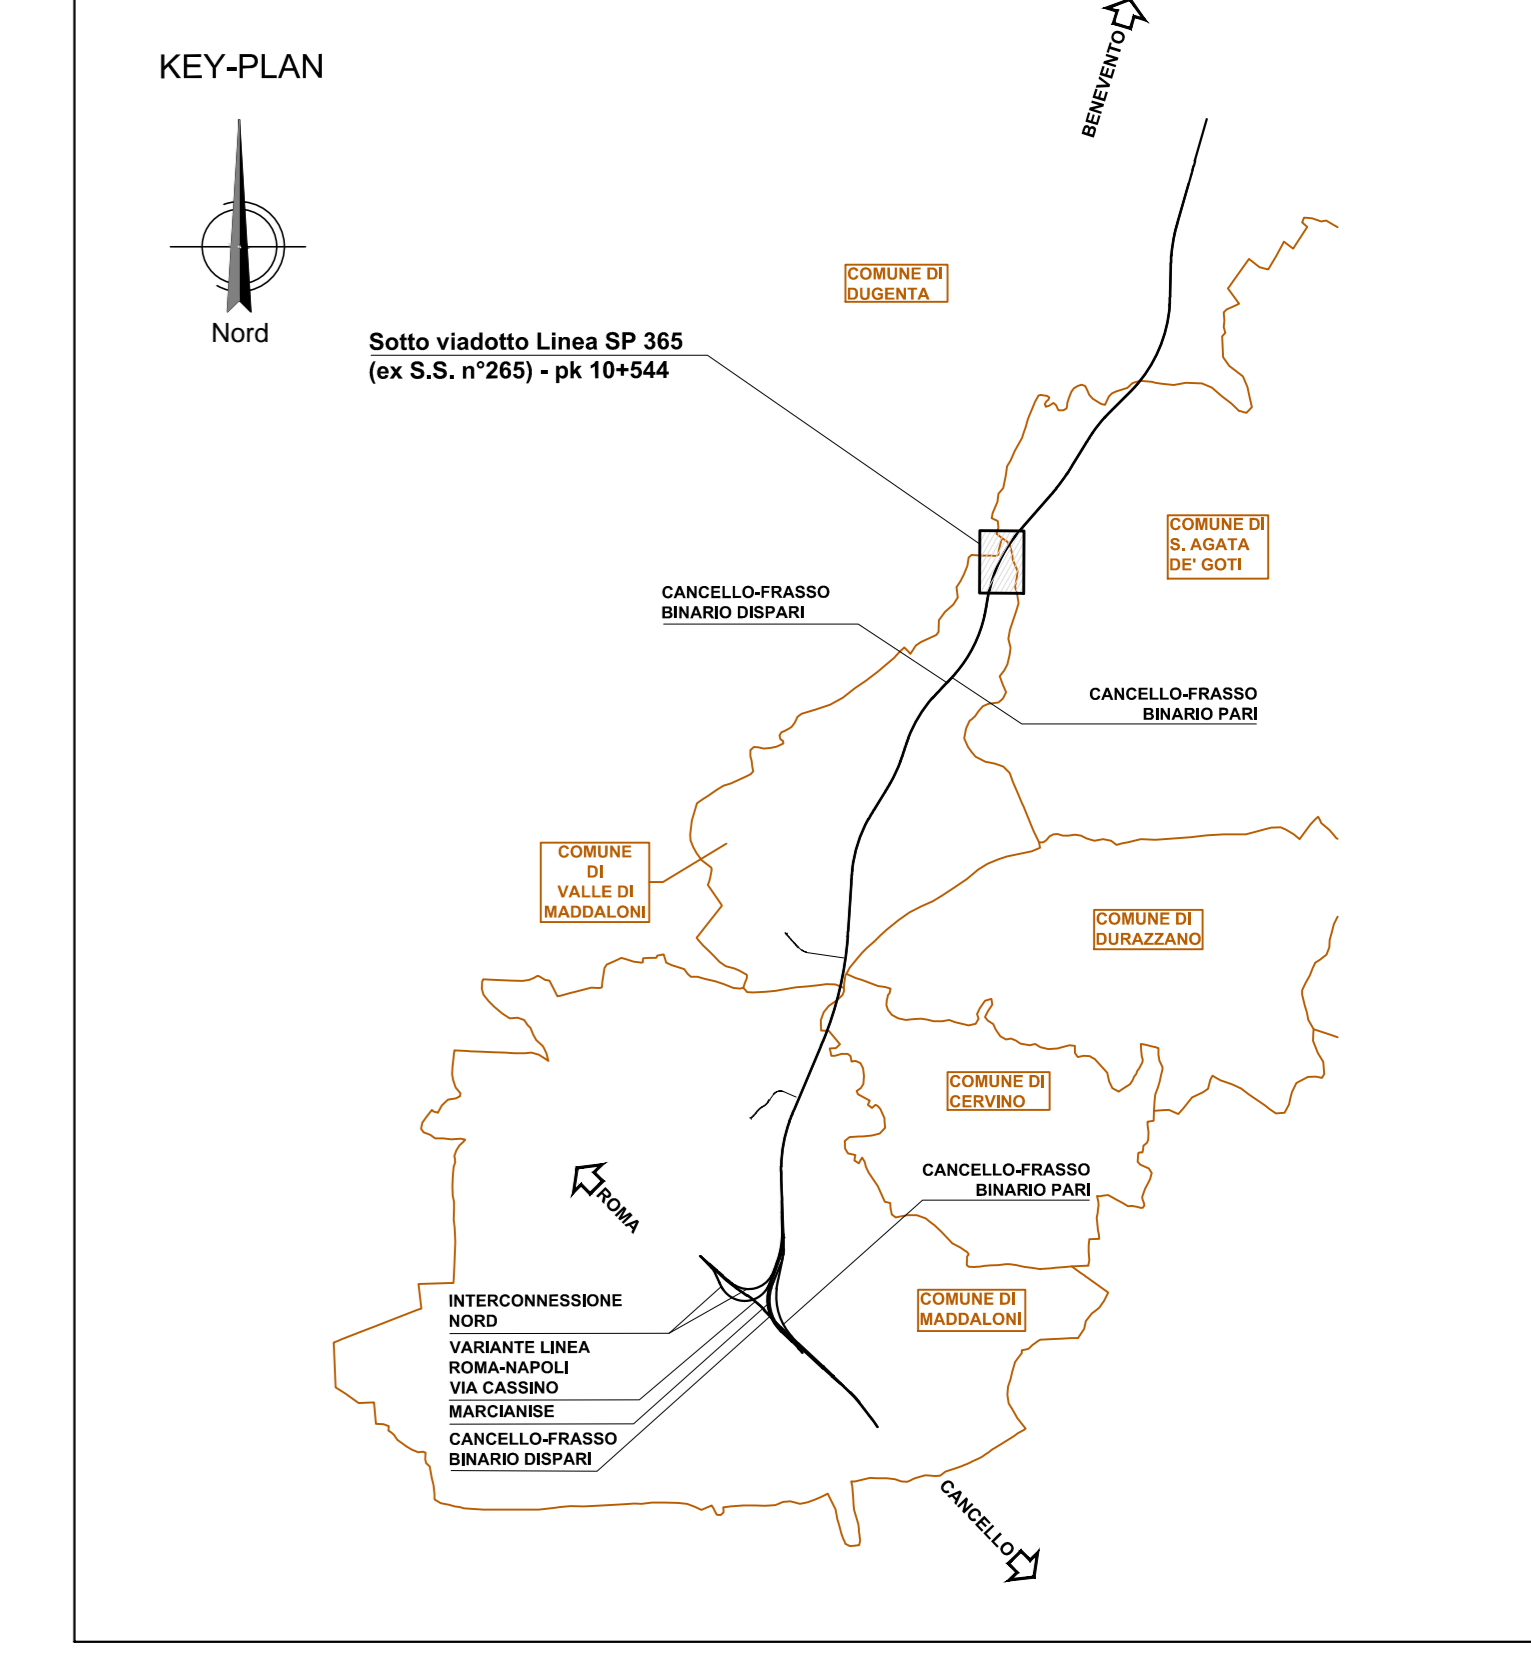 KEY-PLAN
BENEVENTO
Nord
COMUNE DI
DUGENTA
Sotto viadotto Linea SP 365
(ex S.S. n°265) - pk 10+544
COMUNE DI
S. AGATA
DE' GOTI
CANCELLO-FRASSO
BINARIO DISPARI
CANCELLO-FRASSO
BINARIO PARI
COMUNE
DI
VALLE DI
MADDALONI
COMUNE DI
DURAZZANO
COMUNE DI
CERVINO
CANCELLO-FRASSO
BINARIO PARI
ROMA
INTERCONNESSIONE
NORD
VARIANTE LINEA
ROMA-NAPOLI
VIA CASSINO
MARCIANISE
CANCELLO-FRASSO
BINARIO DISPARI
COMUNE DI
MADDALONI
CANCELLO